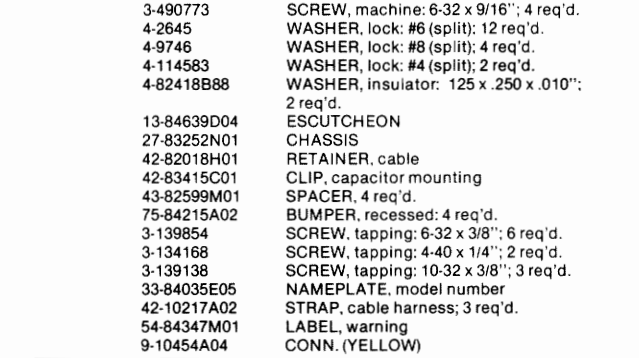 3-490773 SCREW, machine: 6-32 x 9/16"; 4 req'd.
4-2645 WASHER, lock: #6 (split); 12 req'd.
4-9746 WASHER, lock: #8 (split); 4 req'd.
4-114583 WASHER, lock: #4 (split); 2 req'd.
4-82418B88 WASHER, insulator: 125 x .250 x .010";
2 req'd.
13-84639D04 ESCUTCHEON
27-83252N01 CHASSIS
42-82018H01 RETAINER, cable
42-83415C01 CLIP, capacitor mounting
43-82599M01 SPACER, 4 req'd.
75-84215A02 BUMPER, recessed: 4 req'd.
3-139854 SCREW, tapping: 6-32 x 3/8"; 6 req'd.
3-134168 SCREW, tapping: 4-40 x 1/4"; 2 req'd.
3-139138 SCREW, tapping: 10-32 x 3/8"; 3 req'd.
33-84035E05 NAMEPLATE, model number
42-10217A02 STRAP, cable harness; 3 req'd.
54-84347M01 LABEL, warning
9-10454A04 CONN. (YELLOW)